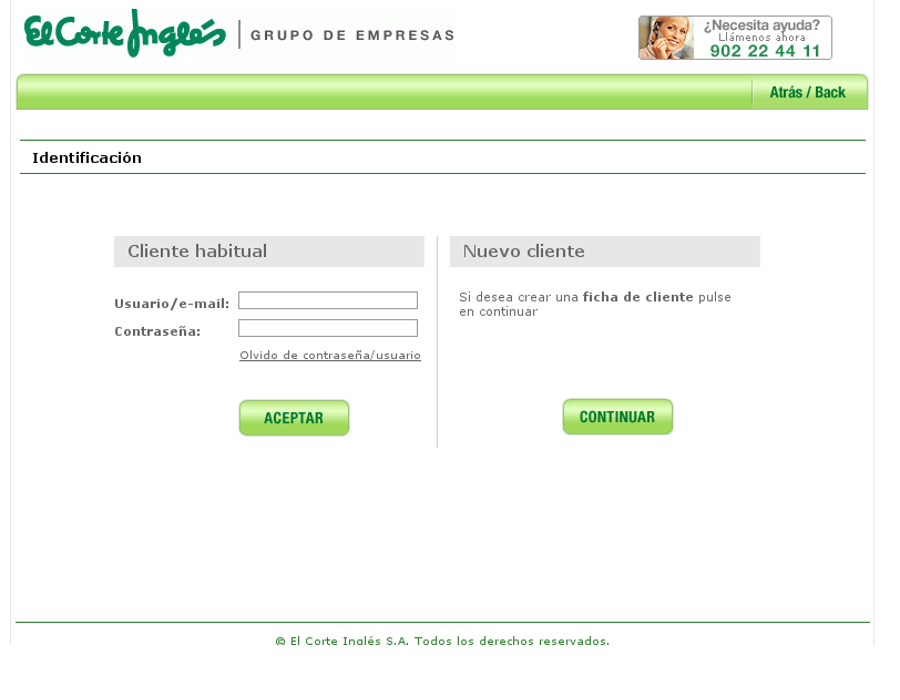 El Corte Inglés GRUPO DE EMPRESAS
¿Necesita ayuda?
Llámenos ahora
902 22 44 11
Atrás / Back
Identificación
Cliente habitual
Usuario/e-mail:
Contraseña:
Olvido de contraseña/usuario
ACEPTAR
Nuevo cliente
Si desea crear una ficha de cliente pulse
en continuar
CONTINUAR
© El Corte Inglés S.A. Todos los derechos reservados.